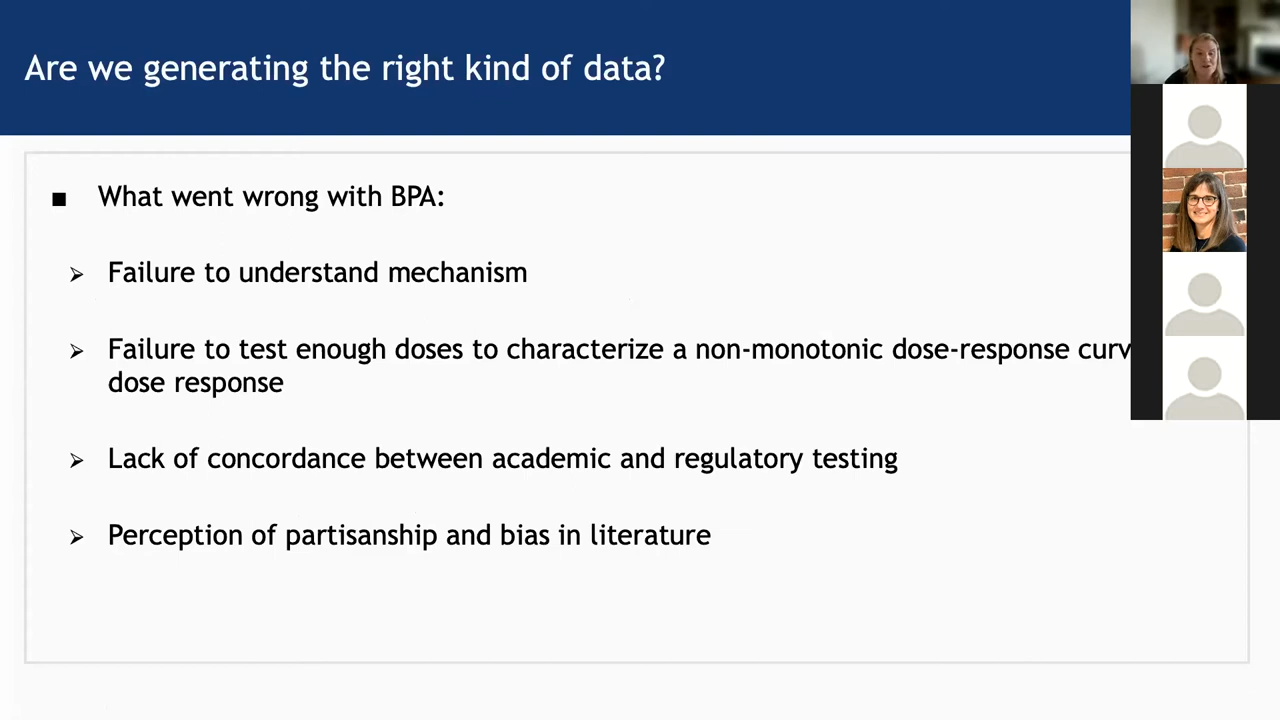 Are we generating the right kind of data?
What went wrong with BPA:
Failure to understand mechanism
Failure to test enough doses to characterize a non-monotonic dose-response curv
dose response
Lack of concordance between academic and regulatory testing
Perception of partisanship and bias in literature